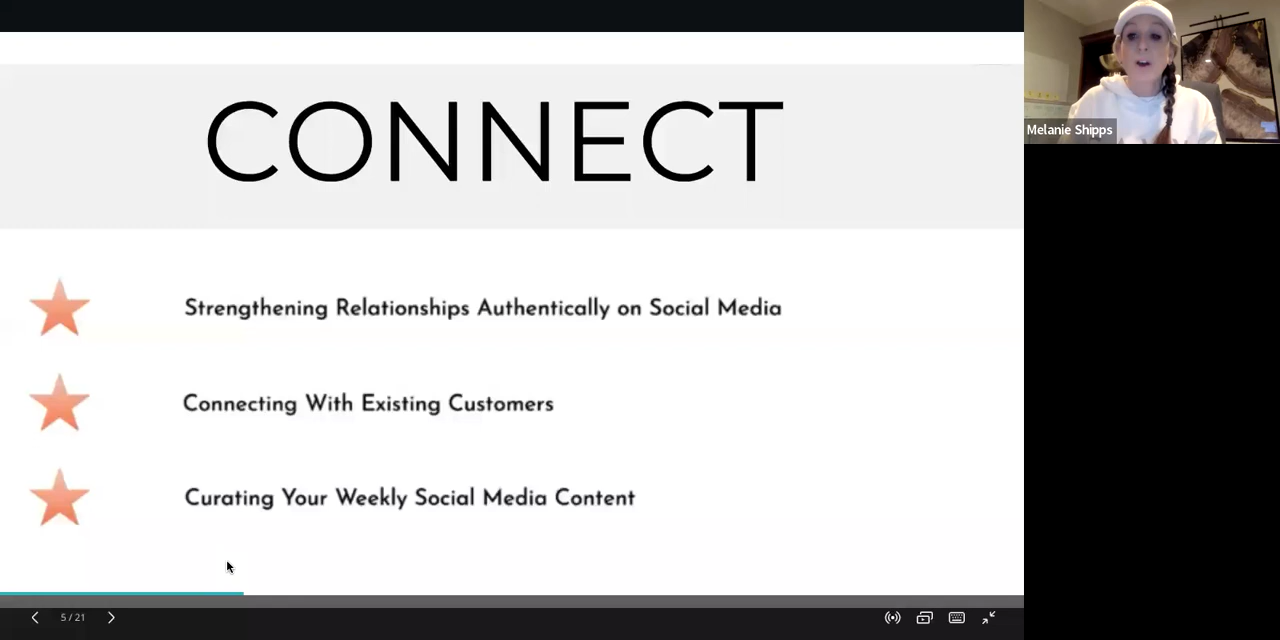 CONNECT
Melanie Shipps
Strengthening Relationships Authentically on Social Media
Connecting With Existing Customers
Curating Your Weekly Social Media Content
5 / 21